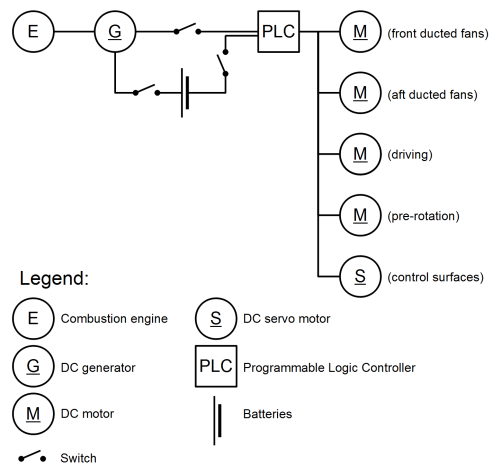 E G PLC M (front ducted fans)
M (aft ducted fans)
M (driving)
M (pre-rotation)
S (control surfaces)
Legend:
E Combustion engine
S DC servo motor
G DC generator
PLC Programmable Logic Controller
M DC motor
Batteries
Switch